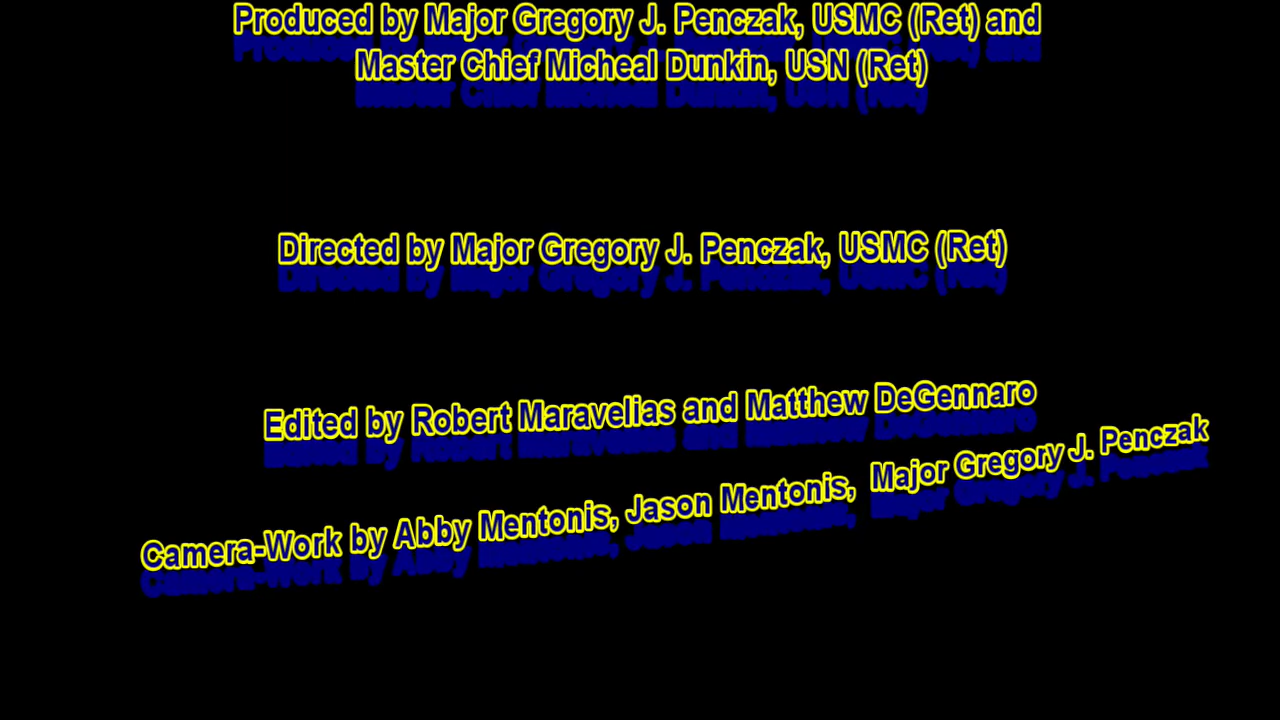 Produced by Major Gregory J. Penczak, USMC (Ret) and
Master Chief Micheal Dunkin, USN (Ret)
Directed by Major Gregory J. Penczak, USMC (Ret)
Edited by Robert Maravelias and Matthew DeGennaro
Camera-Work by Abby Mentonis, Jason Mentonis, Major Gregory J. Penczak